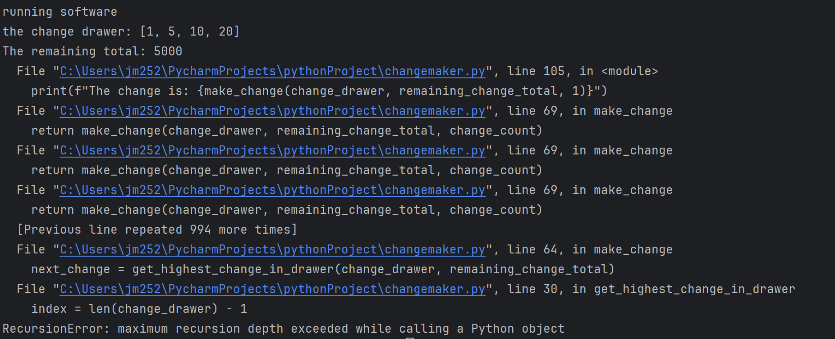 running software
the change drawer: [1, 5, 10, 20]
The remaining total: 5000
  File "C:\Users\jm252\PycharmProjects\pythonProject\changemaker.py", line 105, in <module>
    print(f"The change is: {make_change(change_drawer, remaining_change_total, 1)}")
  File "C:\Users\jm252\PycharmProjects\pythonProject\changemaker.py", line 69, in make_change
    return make_change(change_drawer, remaining_change_total, change_count)
  File "C:\Users\jm252\PycharmProjects\pythonProject\changemaker.py", line 69, in make_change
    return make_change(change_drawer, remaining_change_total, change_count)
  File "C:\Users\jm252\PycharmProjects\pythonProject\changemaker.py", line 69, in make_change
    return make_change(change_drawer, remaining_change_total, change_count)
  [Previous line repeated 994 more times]
  File "C:\Users\jm252\PycharmProjects\pythonProject\changemaker.py", line 64, in make_change
    next_change = get_highest_change_in_drawer(change_drawer, remaining_change_total)
  File "C:\Users\jm252\PycharmProjects\pythonProject\changemaker.py", line 30, in get_highest_change_in_drawer
    index = len(change_drawer) - 1
RecursionError: maximum recursion depth exceeded while calling a Python object